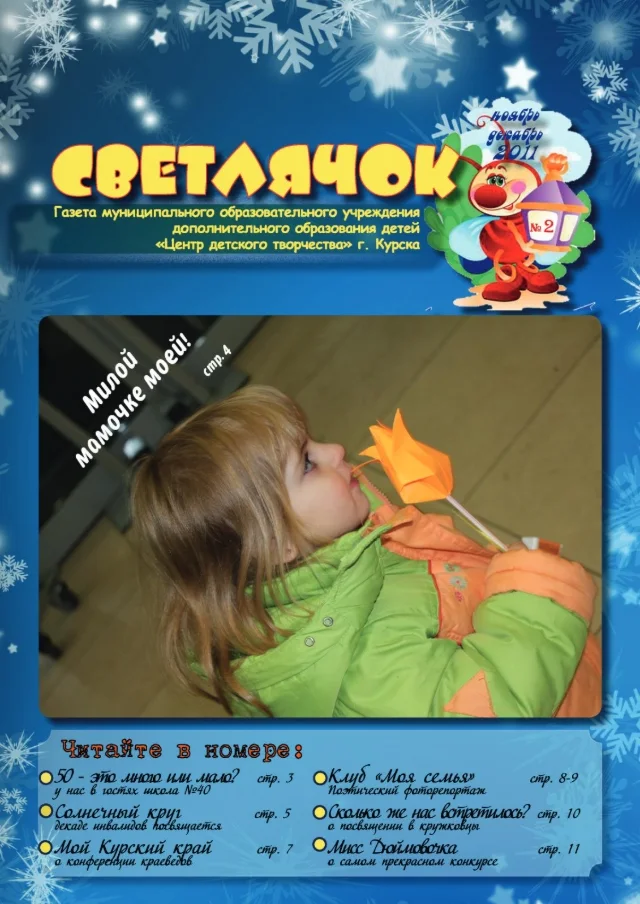 ноябрь
декабрь
2011
СВЕТЛЯЧОК
№2
Газета муниципального образовательного учреждения
дополнительного образования детей
«Центр детского творчества» г. Курска
Милой
мамочке моей!
стр. 4
Читайте в номере:
50 - это много или мало? стр. 3
у нас в гостях школа №40
Солнечный круг стр. 5
декаде инвалидов посвящается
Мой Курский край стр. 7
о конференции краеведов
Клуб «Моя семья» стр. 8-9
Поэтический фоторепортаж
Сколько же нас встретилось? стр. 10
о посвящении в кружковцы
Мисс Дюймовочка стр. 11
о самом прекрасном конкурсе